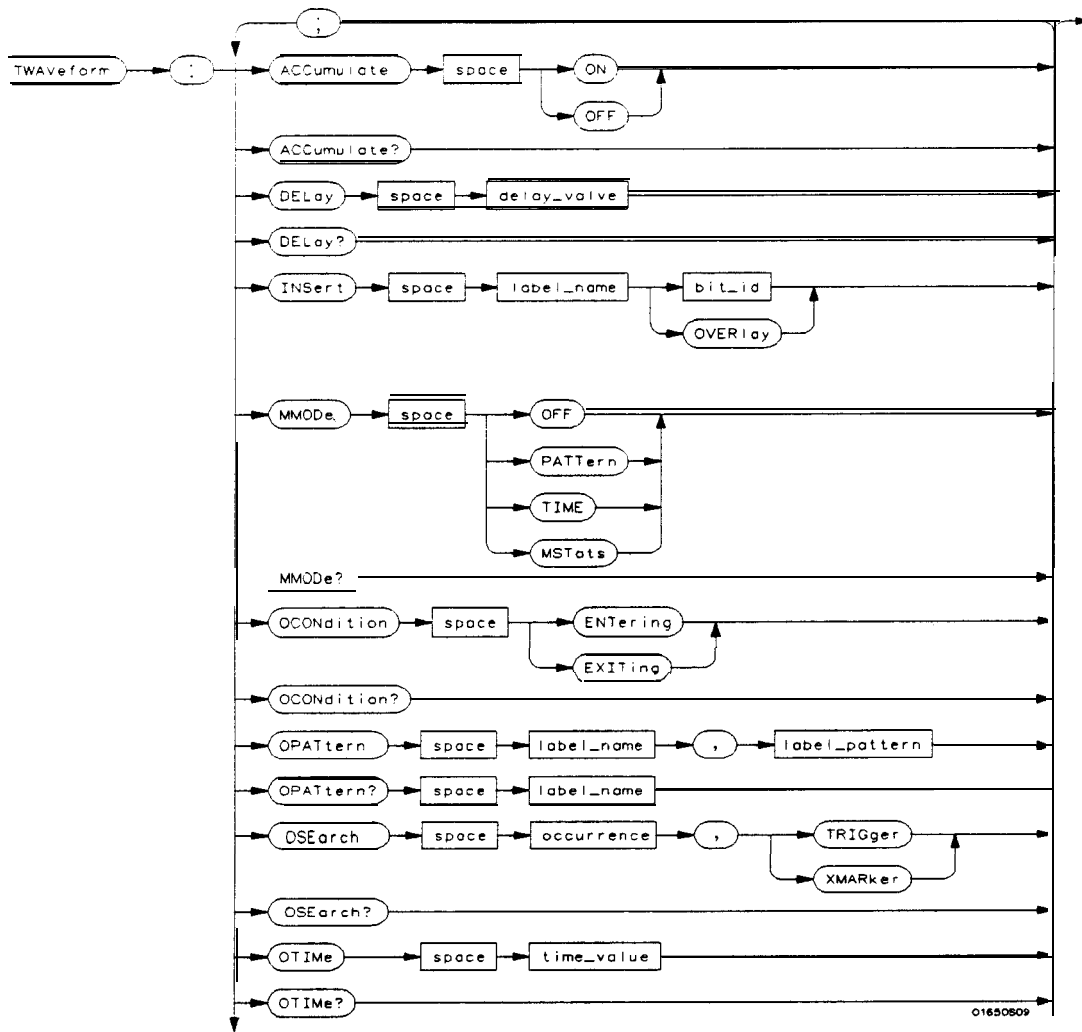 ;
TWAVeform : ACCumulate space ON
OFF
ACCumulate?
DELay space delay_valve
DELay?
INSert space label_name bit_id
OVERlay
MMODe space OFF
PATTern
TIME
MSTats
MMODe?
OCONdition space ENTering
EXITing
OCONdition?
OPATtern space label_name , label_pattern
OPATtern? space label_name
OSEarch space occurrence , TRIGger
XMARker
OSEarch?
OTIMe space time_value
OTIMe?
01650S09